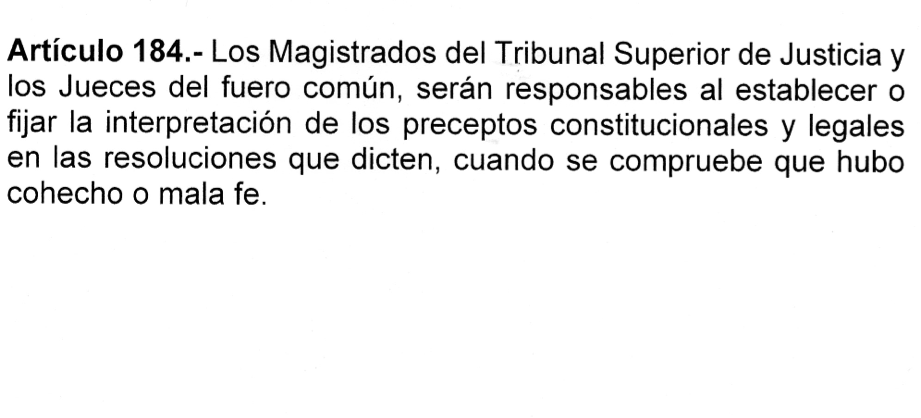 Artículo 184.- Los Magistrados del Tribunal Superior de Justicia y
los Jueces del fuero común, serán responsables al establecer o
fijar la interpretación de los preceptos constitucionales y legales
en las resoluciones que dicten, cuando se compruebe que hubo
cohecho o mala fe.